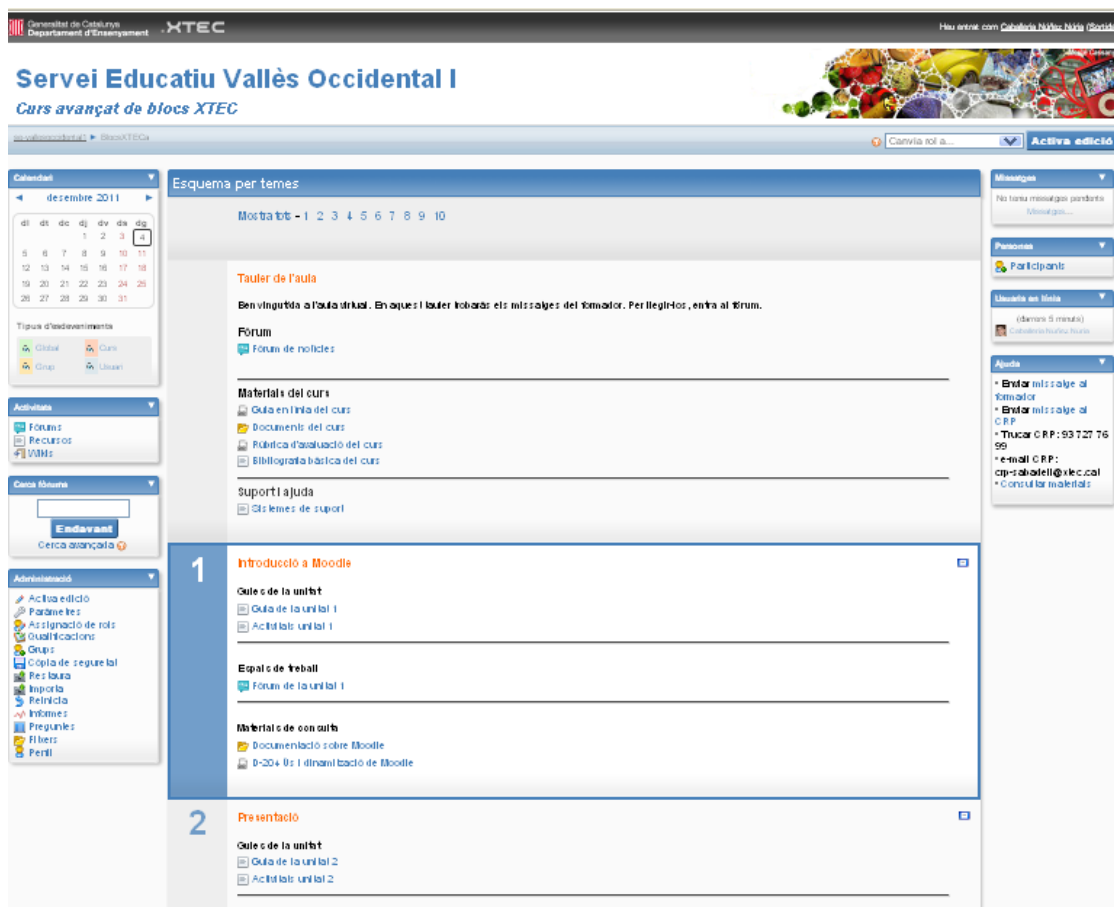 Generalitat de Catalunya
Departament d'Ensenyament
.XTEC
Heu entrat com Caballeria Núñez Núria (Sortida
Servei Educatiu Vallès Occidental I
Curs avançat de blocs XTEC
se-vallesoccidental1 ► BlocsXTECa
Canvia rol a...
Activa edició
Calendari
◄ desembre 2011 ►
dl dt dc dj dv ds dg
1 2 3 4
5 6 7 8 9 10 11
12 13 14 15 16 17 18
19 20 21 22 23 24 25
26 27 28 29 30 31
Tipus d'esdeveniments
Global Curs
Grup Usuari
Activitats
Fòrums
Recursos
Wikis
Cerca fòrums
Endavant
Cerca avançada
Administració
Activa edició
Paràmetres
Assignació de rols
Qualificacions
Grups
Còpia de seguretat
Restaura
Importa
Reinicia
Informes
Preguntes
Fitxers
Perfil
Esquema per temes
Mostra tots - 1 2 3 4 5 6 7 8 9 10
Tauler de l'aula
Benvingut/da a l'aula virtual. En aquest tauler trobaràs els missatges del formador. Per llegir-los, entra al fòrum.
Fòrum
Fòrum de notícies
Materials del curs
Guia en línia del curs
Documents del curs
Rúbrica d'avaluació del curs
Bibliografia bàsica del curs
Suport i ajuda
Sistemes de suport
1
Introducció a Moodle
Guies de la unitat
Guia de la unitat 1
Activitats unitat 1
Espais de treball
Fòrum de la unitat 1
Materials de consulta
Documentació sobre Moodle
D-204 Ús i dinamització de Moodle
2
Presentació
Guies de la unitat
Guia de la unitat 2
Activitats unitat 2
Missatges
No teniu missatges pendents
Missatges...
Persones
Participants
Usuaris en línia
(darrers 5 minuts)
Caballeria Núñez Núria
Ajuda
• Enviar missatge al
formador
• Enviar missatge al
CRP
• Trucar CRP: 93 727 76
99
• e-mail CRP:
crp-sabadell@xtec.cat
• Consultar materials